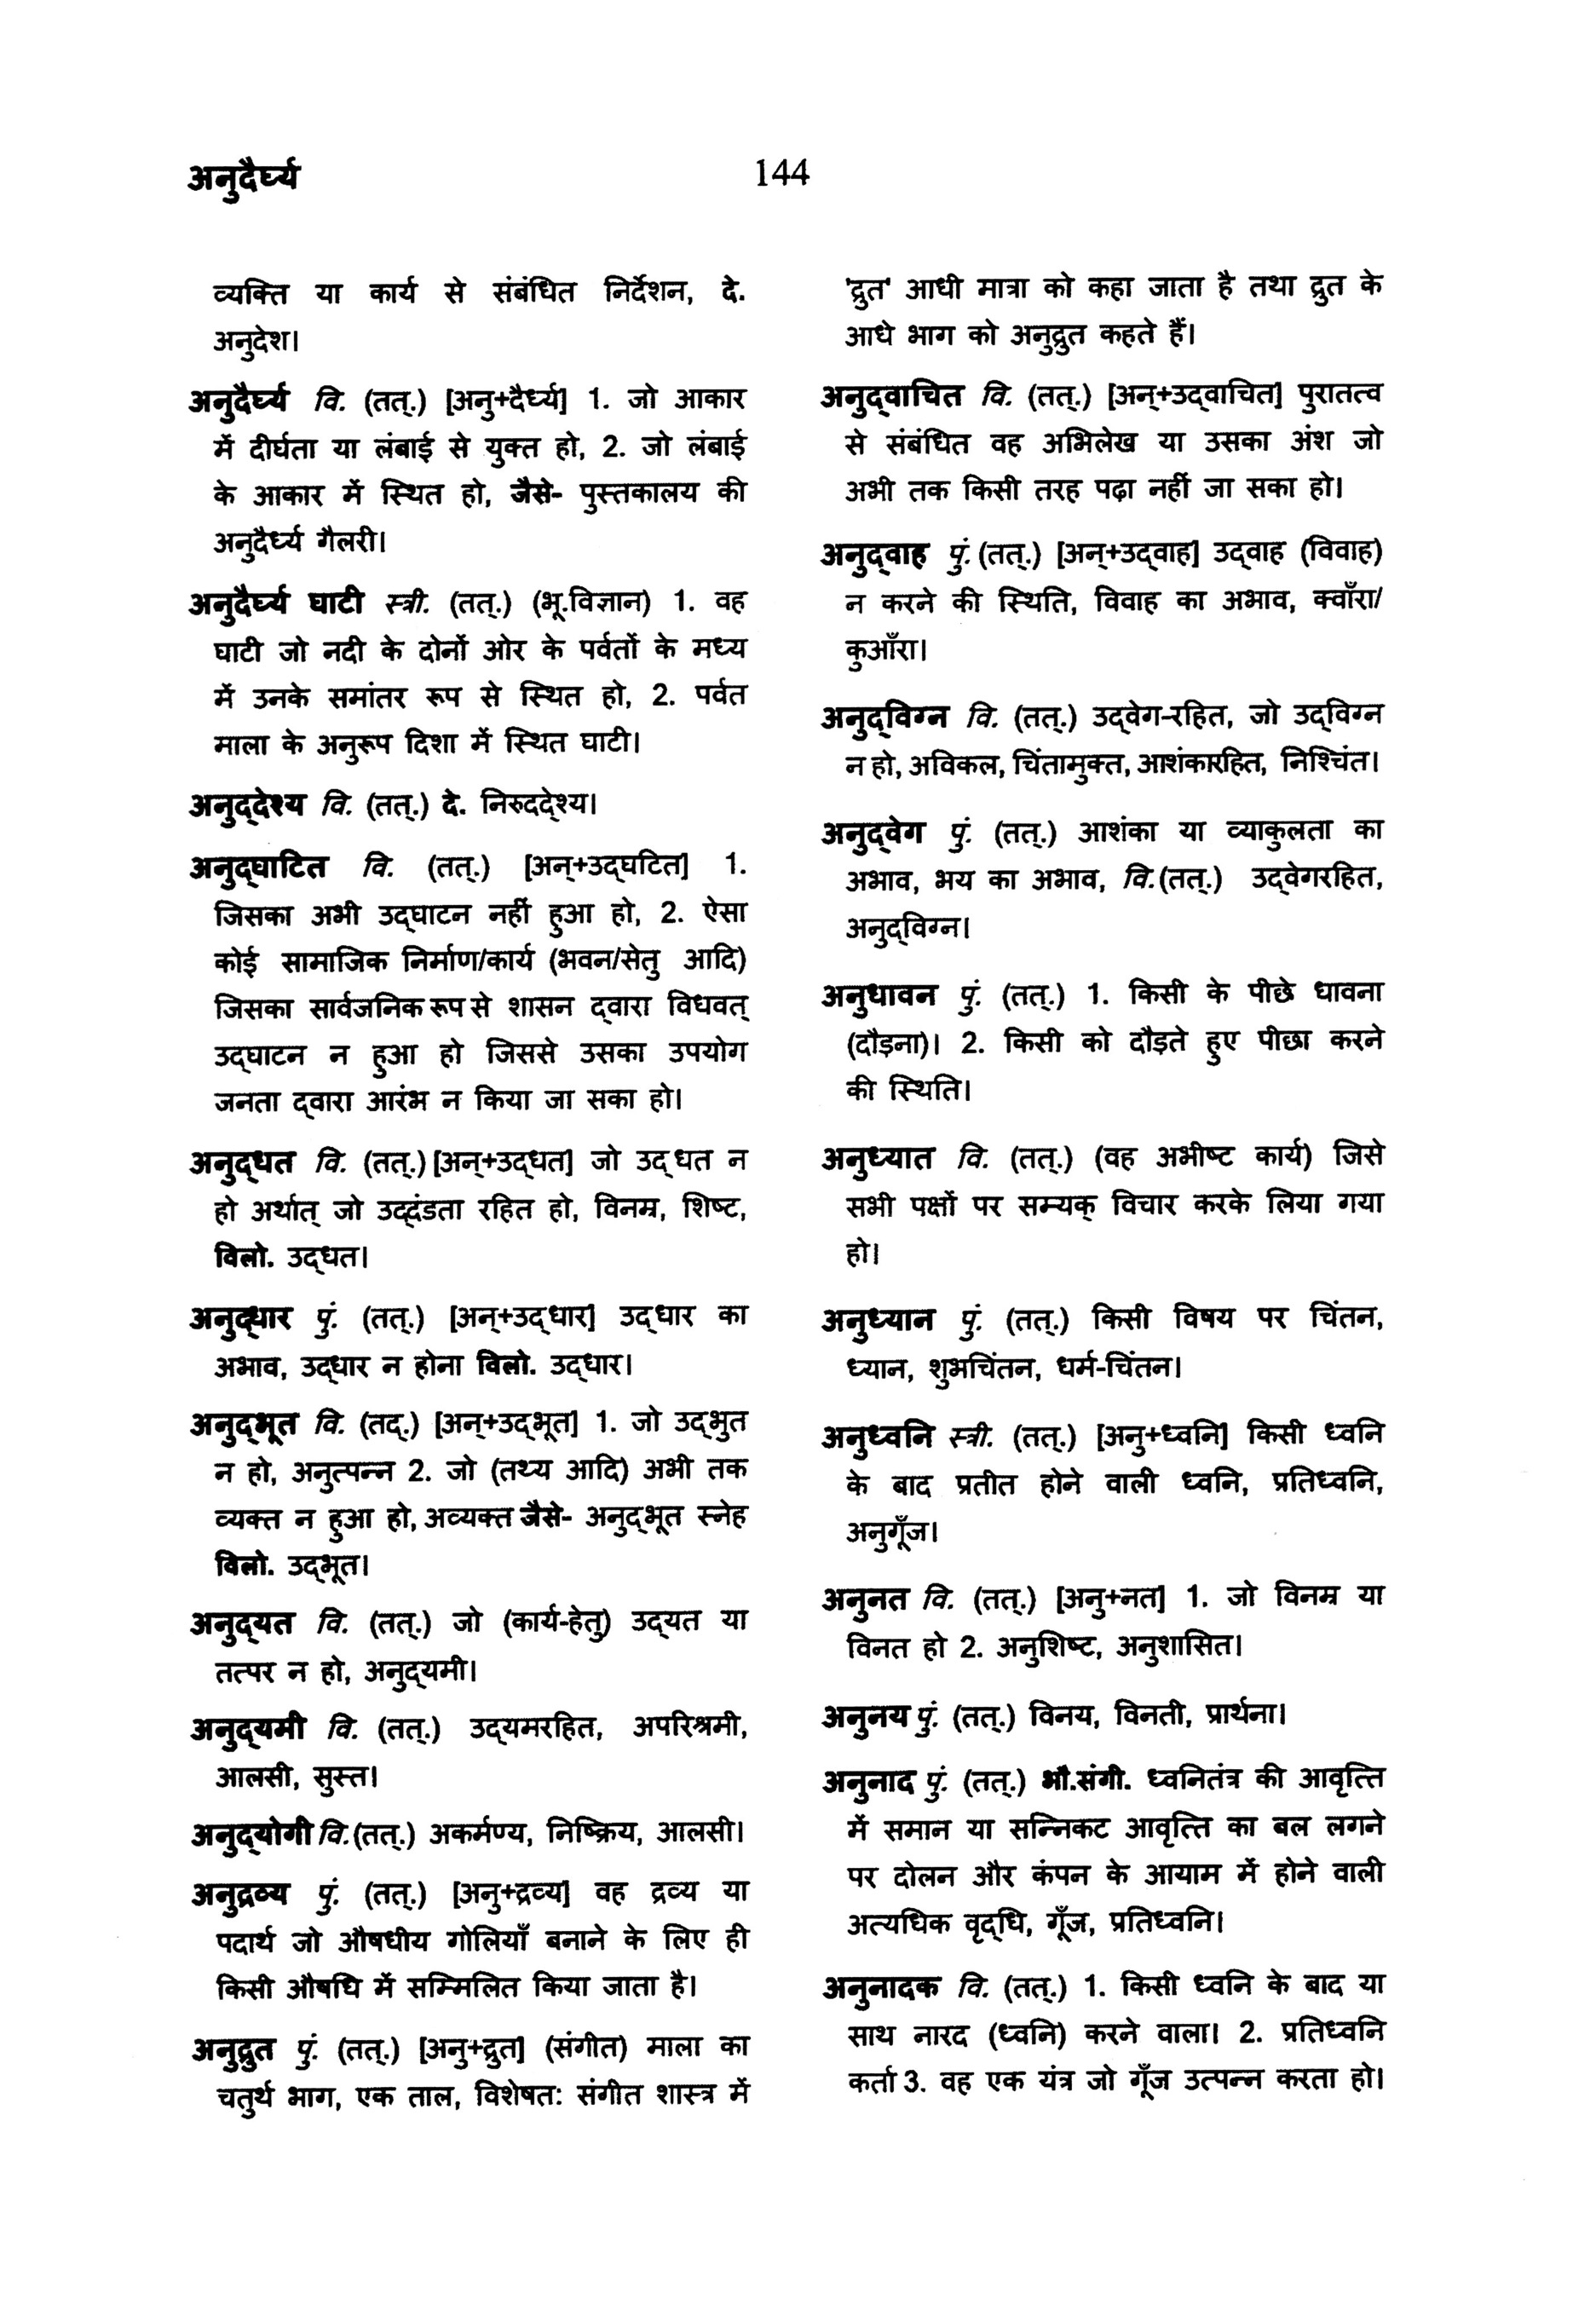 अनुदैर्घ्य
144
व्यक्ति या कार्य से संबंधित निर्देशन, दे.
अनुदेश।
अनुदैर्घ्य वि. (तत्.) [अनु+दैर्ध्य] 1. जो आकार
में दीर्घता या लंबाई से युक्त हो, 2. जो लंबाई
के आकार में स्थित हो, जैसे- पुस्तकालय की
अनुदैर्ध्य गैलरी।
अनुदैर्घ्य घाटी स्त्री. (तत्.) (भू.विज्ञान) 1. वह
घाटी जो नदी के दोनों ओर के पर्वतों के मध्य
में उनके समांतर रूप से स्थित हो, 2. पर्वत
माला के अनुरूप दिशा में स्थित घाटी।
अनुद्‌देश्य वि. (तत्.) दे. निरुददे्श्य।
अनुद्‌घाटित वि. (तत्.) [अन्+उद्‌घटित] 1.
जिसका अभी उद्‌घाटन नहीं हुआ हो, 2. ऐसा
कोई सामाजिक निर्माण/कार्य (भवन/सेतु आदि)
जिसका सार्वजनिक रूप से शासन द्‌वारा विधवत्
उद्‌घाटन न हुआ हो जिससे उसका उपयोग
जनता द्‌वारा आरंभ न किया जा सका हो।
अनुद्‌धत वि. (तत्.) [अन्+उद्‌धत] जो उद्‌धत न
हो अर्थात् जो उद्‌दंडता रहित हो, विनम्र, शिष्ट,
विलो. उद्‌धत।
अनुद्‌धार पुं. (तत्.) [अन्+उद्‌धार] उद्‌धार का
अभाव, उद्‌धार न होना विलो. उद्‌धार।
अनुद्‌भूत वि. (तद्.) [अन्+उद्‌भूत] 1. जो उद्‌भुत
न हो, अनुत्पन्न 2. जो (तथ्य आदि) अभी तक
व्यक्त न हुआ हो, अव्यक्त जैसे- अनुद्‌भूत स्नेह
विलो. उद्‌भूत।
अनुद्‌यत वि. (तत्.) जो (कार्य-हेतु) उद्‌यत या
तत्पर न हो, अनुद्‌यमी।
अनुद्‌यमी वि. (तत्.) उद्‌यमरहित, अपरिश्रमी,
आलसी, सुस्त।
अनुद्‌योगी वि.(तत्.) अकर्मण्य, निष्क्रिय, आलसी।
अनुद्रव्य पुं. (तत्.) [अनु+द्रव्य] वह द्रव्य या
पदार्थ जो औषधीय गोलियाँ बनाने के लिए ही
किसी औषधि में सम्मिलित किया जाता है।
अनुद्रुत पुं. (तत्.) [अनु+द्रुत] (संगीत) माला का
चतुर्थ भाग, एक ताल, विशेषत: संगीत शास्त्र में
'द्रुत' आधी मात्रा को कहा जाता है तथा द्रुत के
आधे भाग को अनुद्रुत कहते हैं।
अनुद्‌वाचित वि. (तत्.) [अन्+उद्‌वाचित] पुरातत्व
से संबंधित वह अभिलेख या उसका अंश जो
अभी तक किसी तरह पढ़ा नहीं जा सका हो।
अनुद्‌वाह पुं. (तत्.) [अन्+उद्‌वाह] उद्‌वाह (विवाह)
न करने की स्थिति, विवाह का अभाव, क्वाँरा/
कुआँरा।
अनुद्‌विग्न वि. (तत्.) उद्‌वेग-रहित, जो उद्‌विग्न
न हो, अविकल, चिंतामुक्त, आशंकारहित, निश्चिंत।
अनुद्‌वेग पुं. (तत्.) आशंका या व्याकुलता का
अभाव, भय का अभाव, वि.(तत्.) उद्‌वेगरहित,
अनुद्‌विग्न।
अनुधावन पुं. (तत्.) 1. किसी के पीछे धावना
(दौड़ना)। 2. किसी को दौड़ते हुए पीछा करने
की स्थिति।
अनुध्यात वि. (तत्.) (वह अभीष्ट कार्य) जिसे
सभी पक्षों पर सम्यक् विचार करके लिया गया
हो।
अनुध्यान पुं. (तत्.) किसी विषय पर चिंतन,
ध्यान, शुभचिंतन, धर्म-चिंतन।
अनुध्वनि स्त्री. (तत्.) [अनु+ध्वनि] किसी ध्वनि
के बाद प्रतीत होने वाली ध्वनि, प्रतिध्वनि,
अनुगूँज।
अनुनत वि. (तत्.) [अनु+नत] 1. जो विनम्र या
विनत हो 2. अनुशिष्ट, अनुशासित।
अनुनय पुं. (तत्.) विनय, विनती, प्रार्थना।
अनुनाद पुं. (तत्.) भौ.संगी. ध्वनितंत्र की आवृत्ति
में समान या सन्निकट आवृत्ति का बल लगने
पर दोलन और कंपन के आयाम में होने वाली
अत्यधिक वृद्‌धि, गूँज, प्रतिध्वनि।
अनुनादक वि. (तत्.) 1. किसी ध्वनि के बाद या
साथ नारद (ध्वनि) करने वाला। 2. प्रतिध्वनि
कर्ता 3. वह एक यंत्र जो गूँज उत्पन्न करता हो।